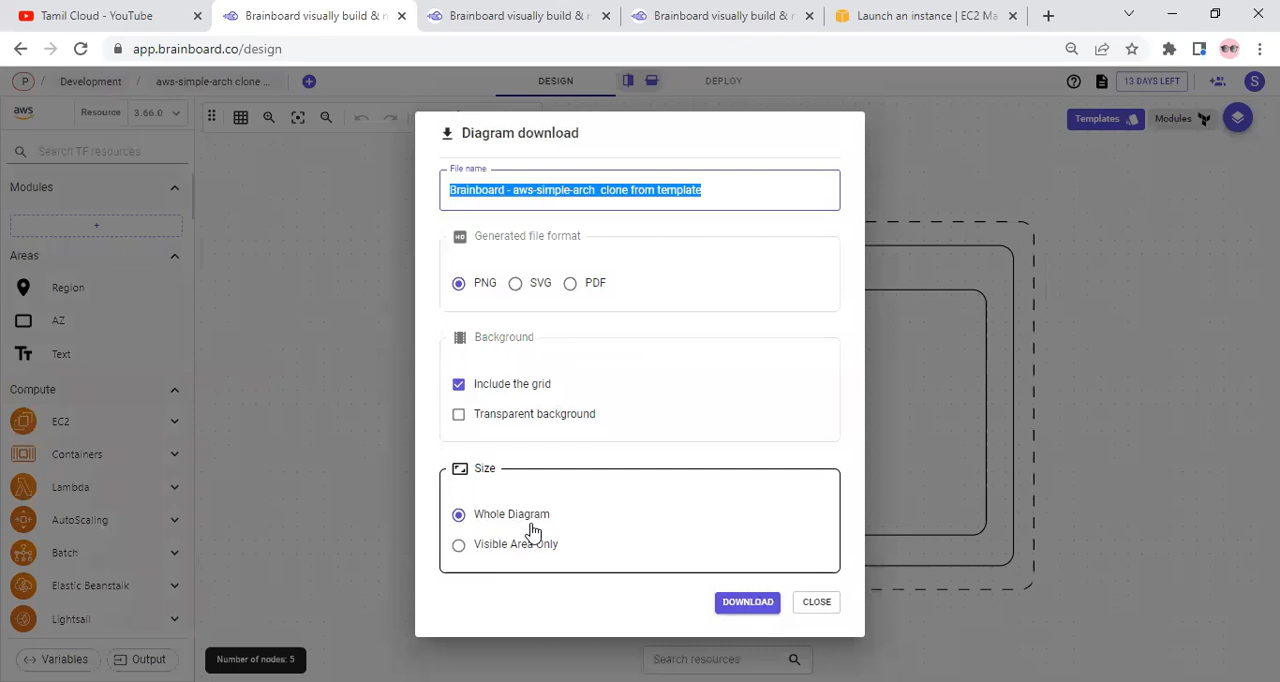 Tamil Cloud - YouTube
Brainboard visually build & m
Brainboard visually build & m
Brainboard visually build & m
Launch an instance | EC2 Ma
app.brainboard.co/design
P / Development / aws-simple-arch clone ...
DESIGN
DEPLOY
13 DAYS LEFT
S
aws
Resource
3.66.0
Templates
Modules
Search TF resources
Modules
+
Areas
Region
AZ
Tт Text
Compute
EC2
Containers
Lambda
AutoScaling
Batch
Elastic Beanstalk
Lightsail
Variables
Output
Number of nodes: 5
Search resources
Diagram download
File name
Brainboard - aws-simple-arch clone from template
HD Generated file format
PNG
SVG
PDF
Background
Include the grid
Transparent background
Size
Whole Diagram
Visible Area Only
DOWNLOAD
CLOSE